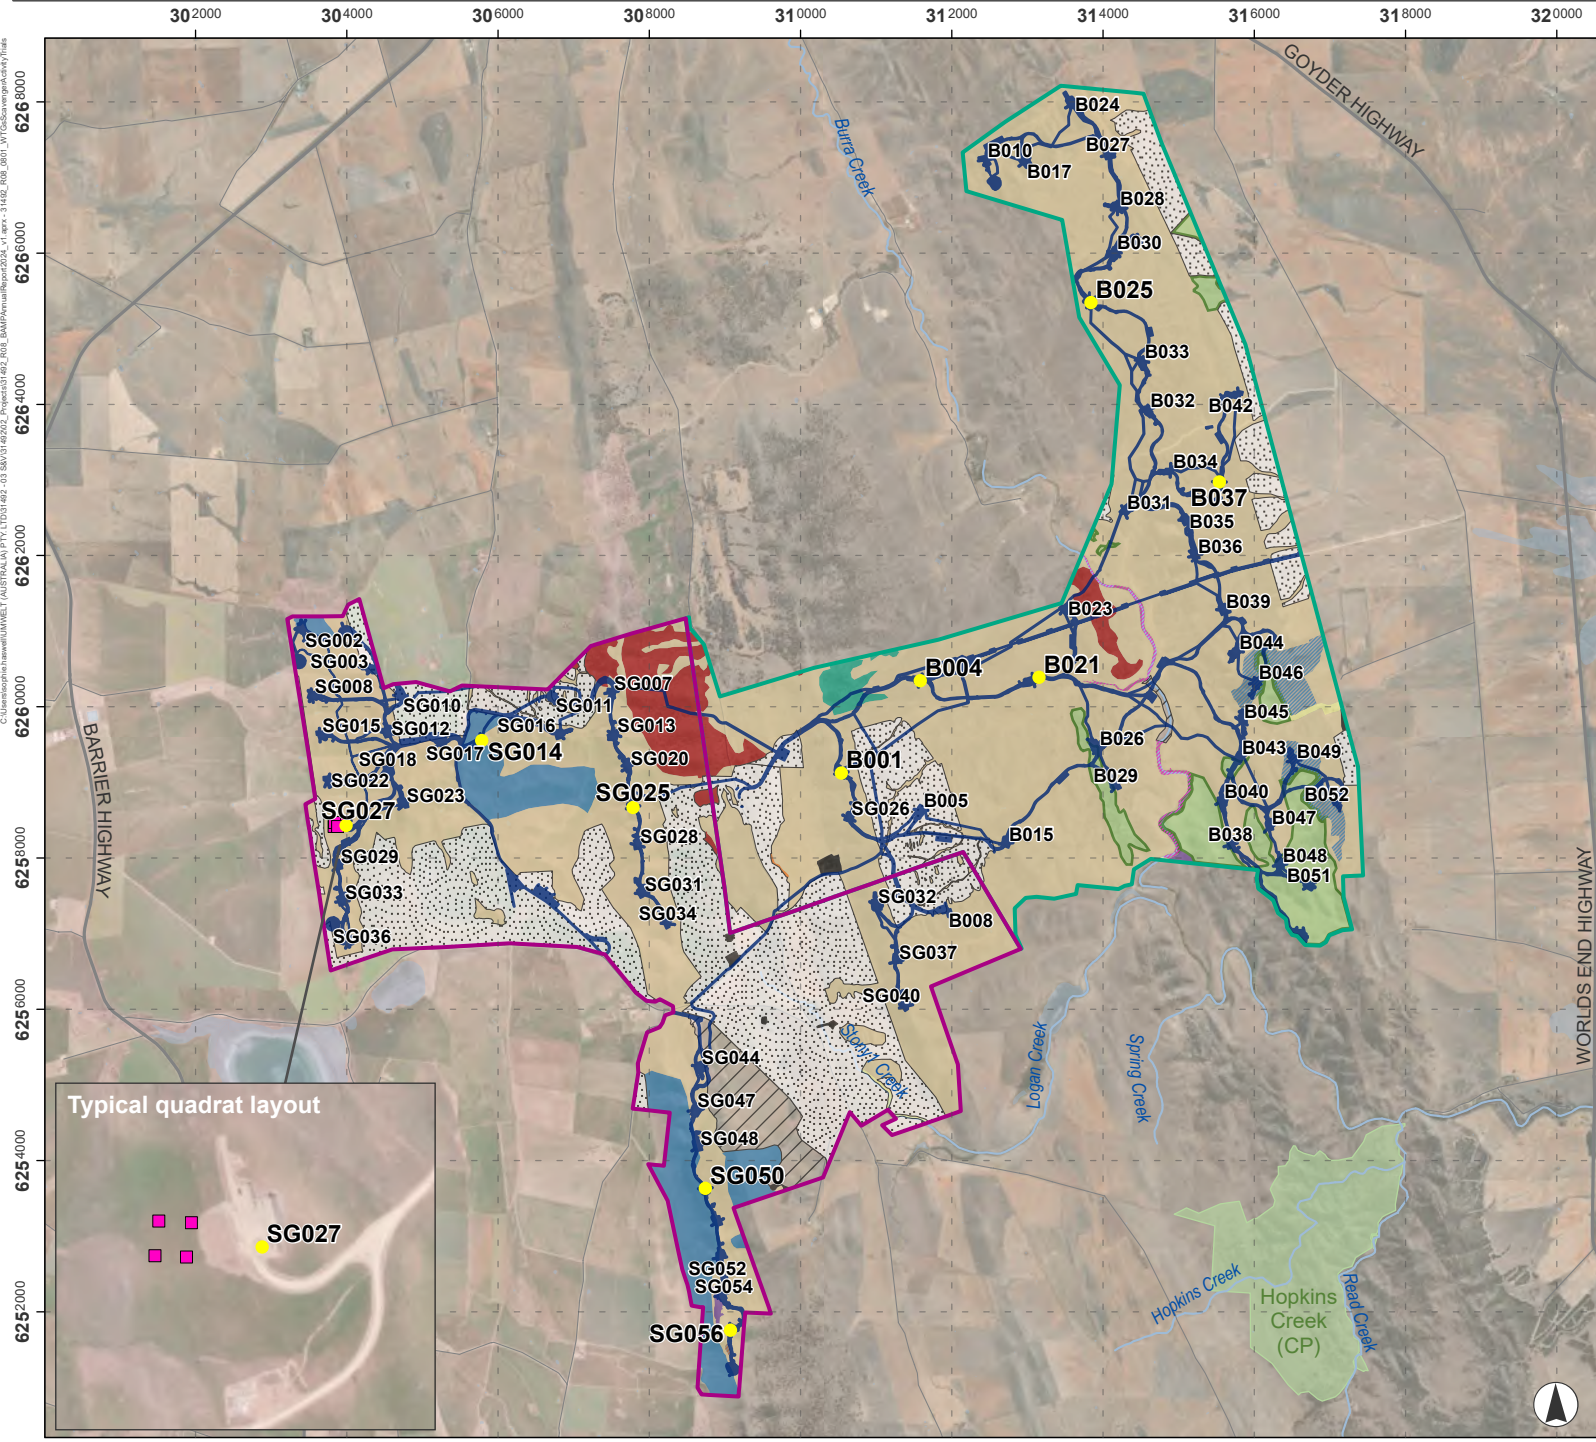 302000 304000 306000 308000 310000 312000 314000 316000 318000 320000
6268000
6266000
6264000
6262000
6260000
6258000
6256000
6254000
6252000
GOYDER HIGHWAY
Burra Creek
B024
B010
B027
B017
B028
B030
B025
B033
B032
B042
B034
B037
B031
B035
B036
B023
B039
B044
B046
B004
B021
B045
B026
B043
B049
B029
B001
B040
B052
B005
B047
B015
B038
B048
B051
B008
SG002
SG003
SG008
SG007
SG010
SG011
SG015
SG012
SG016
SG013
SG017
SG014
SG018
SG020
SG022
SG023
SG025
SG026
SG027
SG028
SG029
SG031
SG033
SG032
SG034
SG036
SG037
SG040
SG044
SG047
SG048
SG050
SG052
SG054
SG056
BARRIER HIGHWAY
WORLDS END HIGHWAY
Stony Creek
Logan Creek
Spring Creek
Hopkins Creek
Read Creek
Hopkins
Creek
(CP)
Typical quadrat layout
SG027